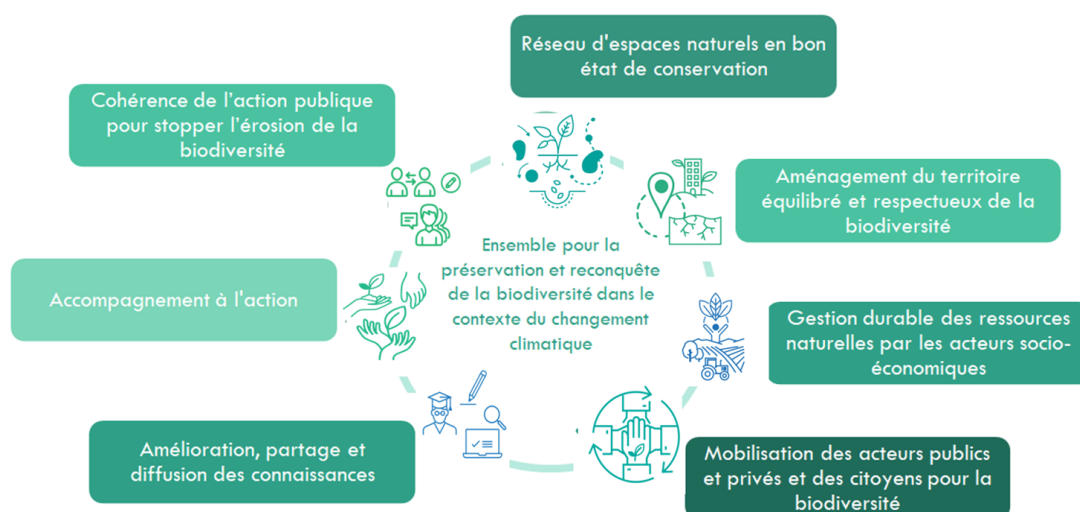 Réseau d'espaces naturels en bon
état de conservation
Cohérence de l'action publique
pour stopper l'érosion de la
biodiversité
Aménagement du territoire
équilibré et respectueux de la
biodiversité
Ensemble pour la
préservation et reconquête
de la biodiversité dans le
contexte du changement
climatique
Accompagnement à l'action
Gestion durable des ressources
naturelles par les acteurs socio-
économiques
Amélioration, partage et
diffusion des connaissances
Mobilisation des acteurs publics
et privés et des citoyens pour la
biodiversité